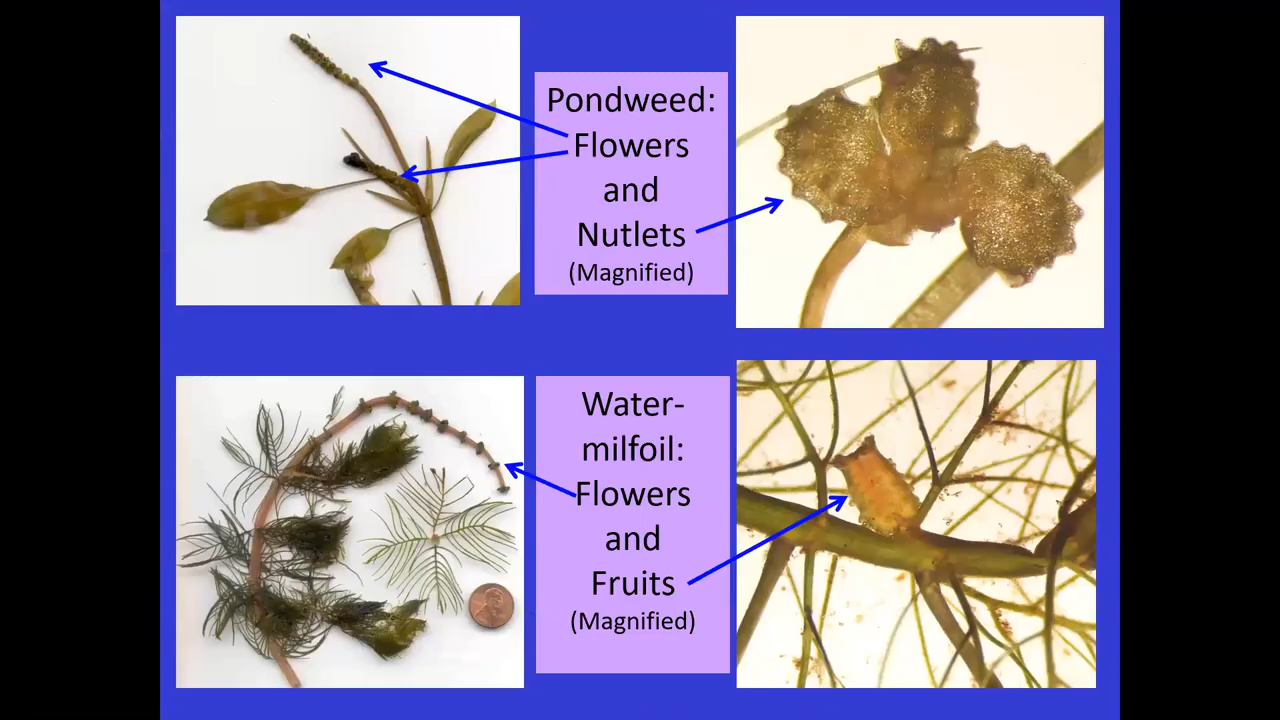 Pondweed:
Flowers
and
Nutlets
(Magnified)
Water-
milfoil:
Flowers
and
Fruits
(Magnified)